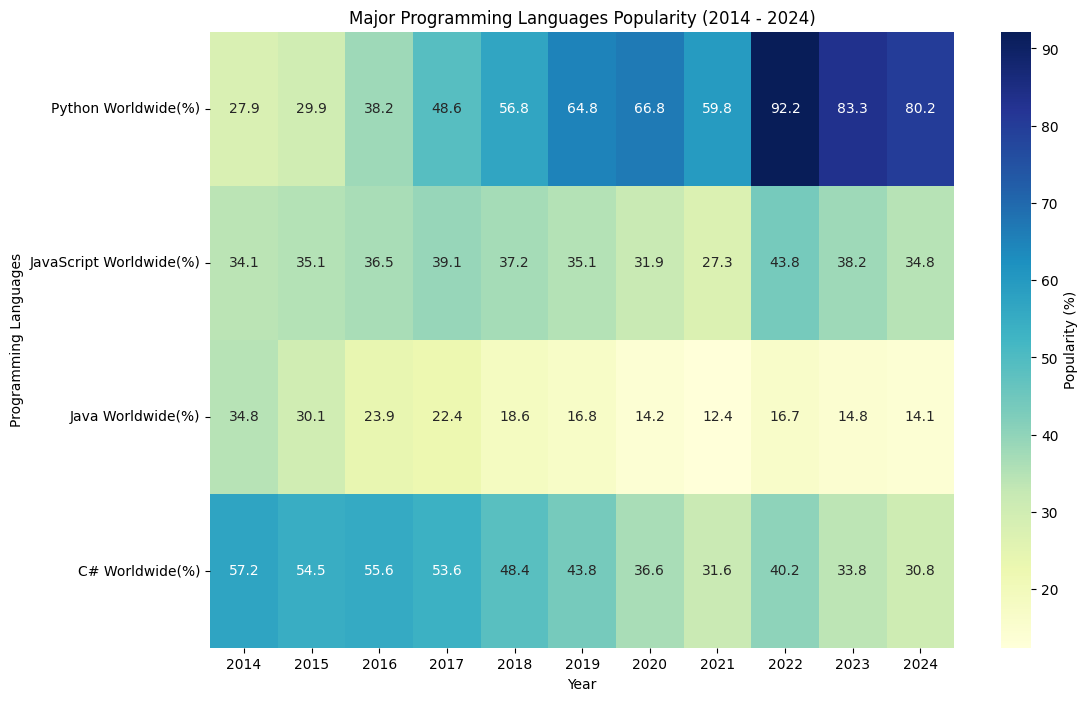 Major Programming Languages Popularity (2014 - 2024)
Programming Languages
Python Worldwide(%) 27.9 29.9 38.2 48.6 56.8 64.8 66.8 59.8 92.2 83.3 80.2
JavaScript Worldwide(%) 34.1 35.1 36.5 39.1 37.2 35.1 31.9 27.3 43.8 38.2 34.8
Java Worldwide(%) 34.8 30.1 23.9 22.4 18.6 16.8 14.2 12.4 16.7 14.8 14.1
C# Worldwide(%) 57.2 54.5 55.6 53.6 48.4 43.8 36.6 31.6 40.2 33.8 30.8
2014 2015 2016 2017 2018 2019 2020 2021 2022 2023 2024
Year
90
80
70
60
50
40
30
20
Popularity (%)